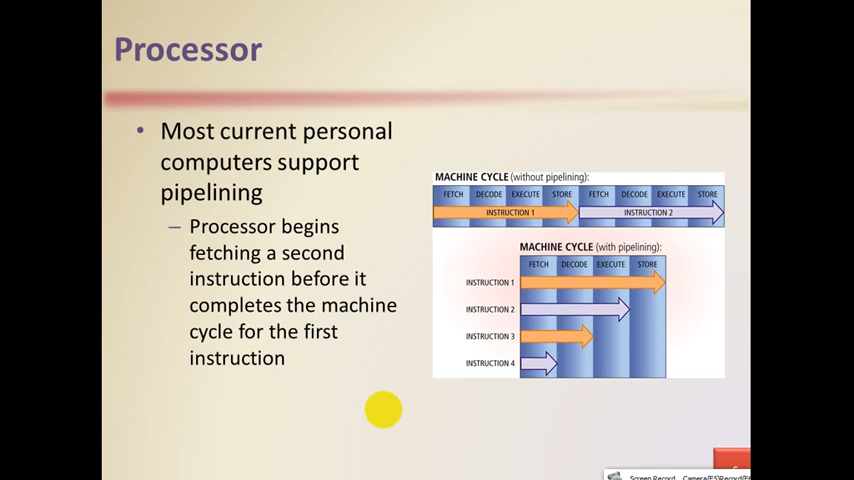 Processor
• Most current personal
computers support
pipelining
– Processor begins
fetching a second
instruction before it
completes the machine
cycle for the first
instruction
MACHINE CYCLE (without pipelining):
FETCH DECODE EXECUTE STORE FETCH DECODE EXECUTE STORE
INSTRUCTION 1 INSTRUCTION 2
MACHINE CYCLE (with pipelining):
FETCH DECODE EXECUTE STORE
INSTRUCTION 1
INSTRUCTION 2
INSTRUCTION 3
INSTRUCTION 4
Screen Record